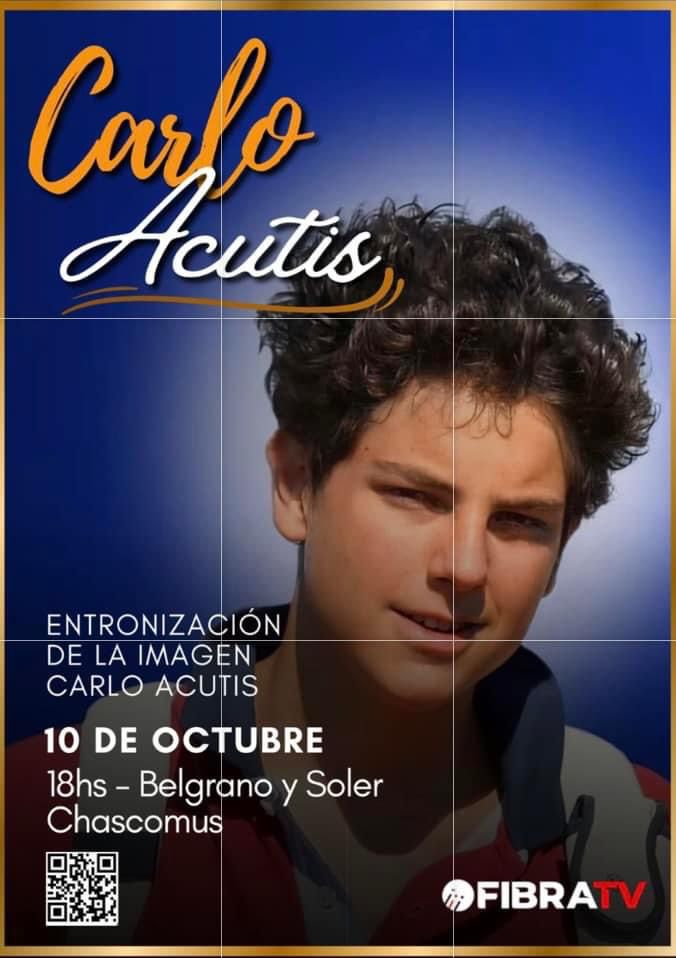 Carlo
Acutis
ENTRONIZACIÓN
DE LA IMAGEN
CARLO ACUTIS
10 DE OCTUBRE
18hs - Belgrano y Soler
Chascomus
FIBRATV